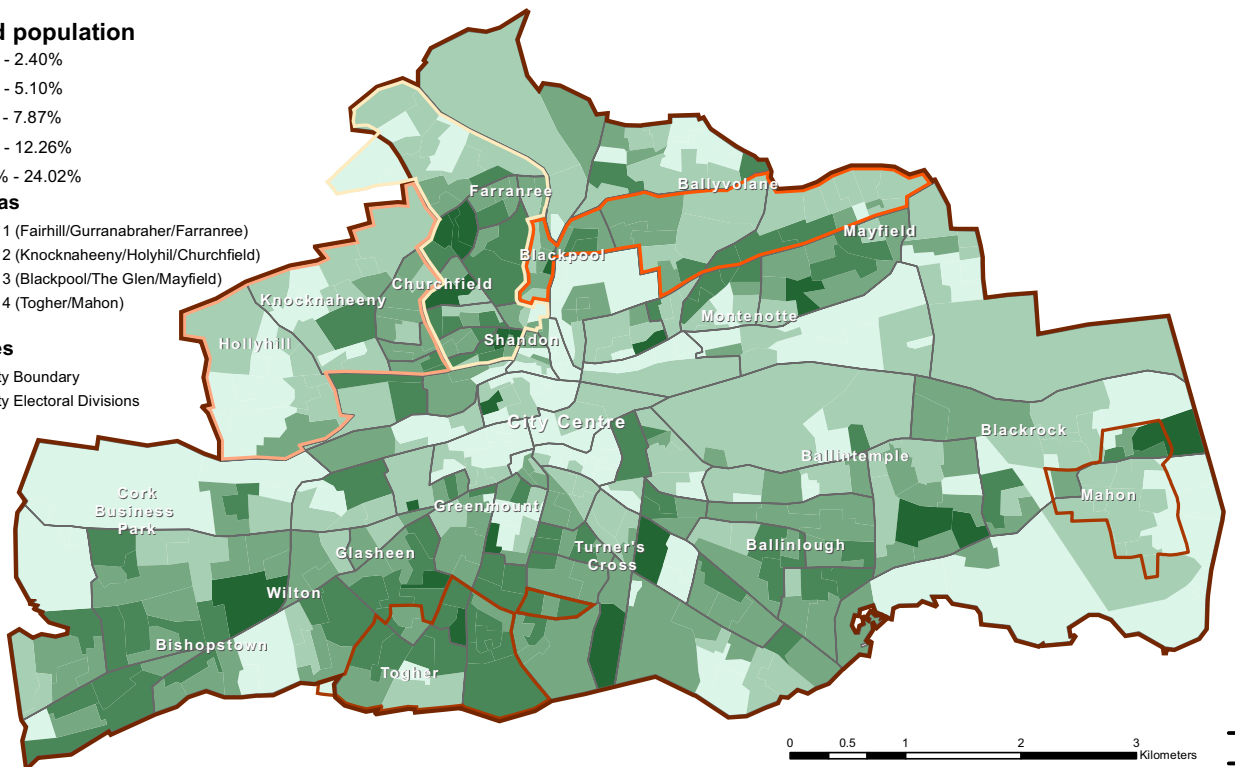 d population
- 2.40%
- 5.10%
- 7.87%
- 12.26%
% - 24.02%
as
1 (Fairhill/Gurranabraher/Farranree)
2 (Knocknaheeny/Holyhil/Churchfield)
3 (Blackpool/The Glen/Mayfield)
4 (Togher/Mahon)
es
ty Boundary
ty Electoral Divisions
Farranree
Ballyvolane
Mayfield
Blackpool
Churchfield
Knocknaheeny
Montenotte
Hollyhill
Shandon
City Centre
Blackrock
Ballintemple
Cork
Business
Park
Mahon
Greenmount
Glasheen
Turner's
Cross
Ballinlough
Wilton
Bishopstown
Togher
0 0.5 1 2 3
Kilometers